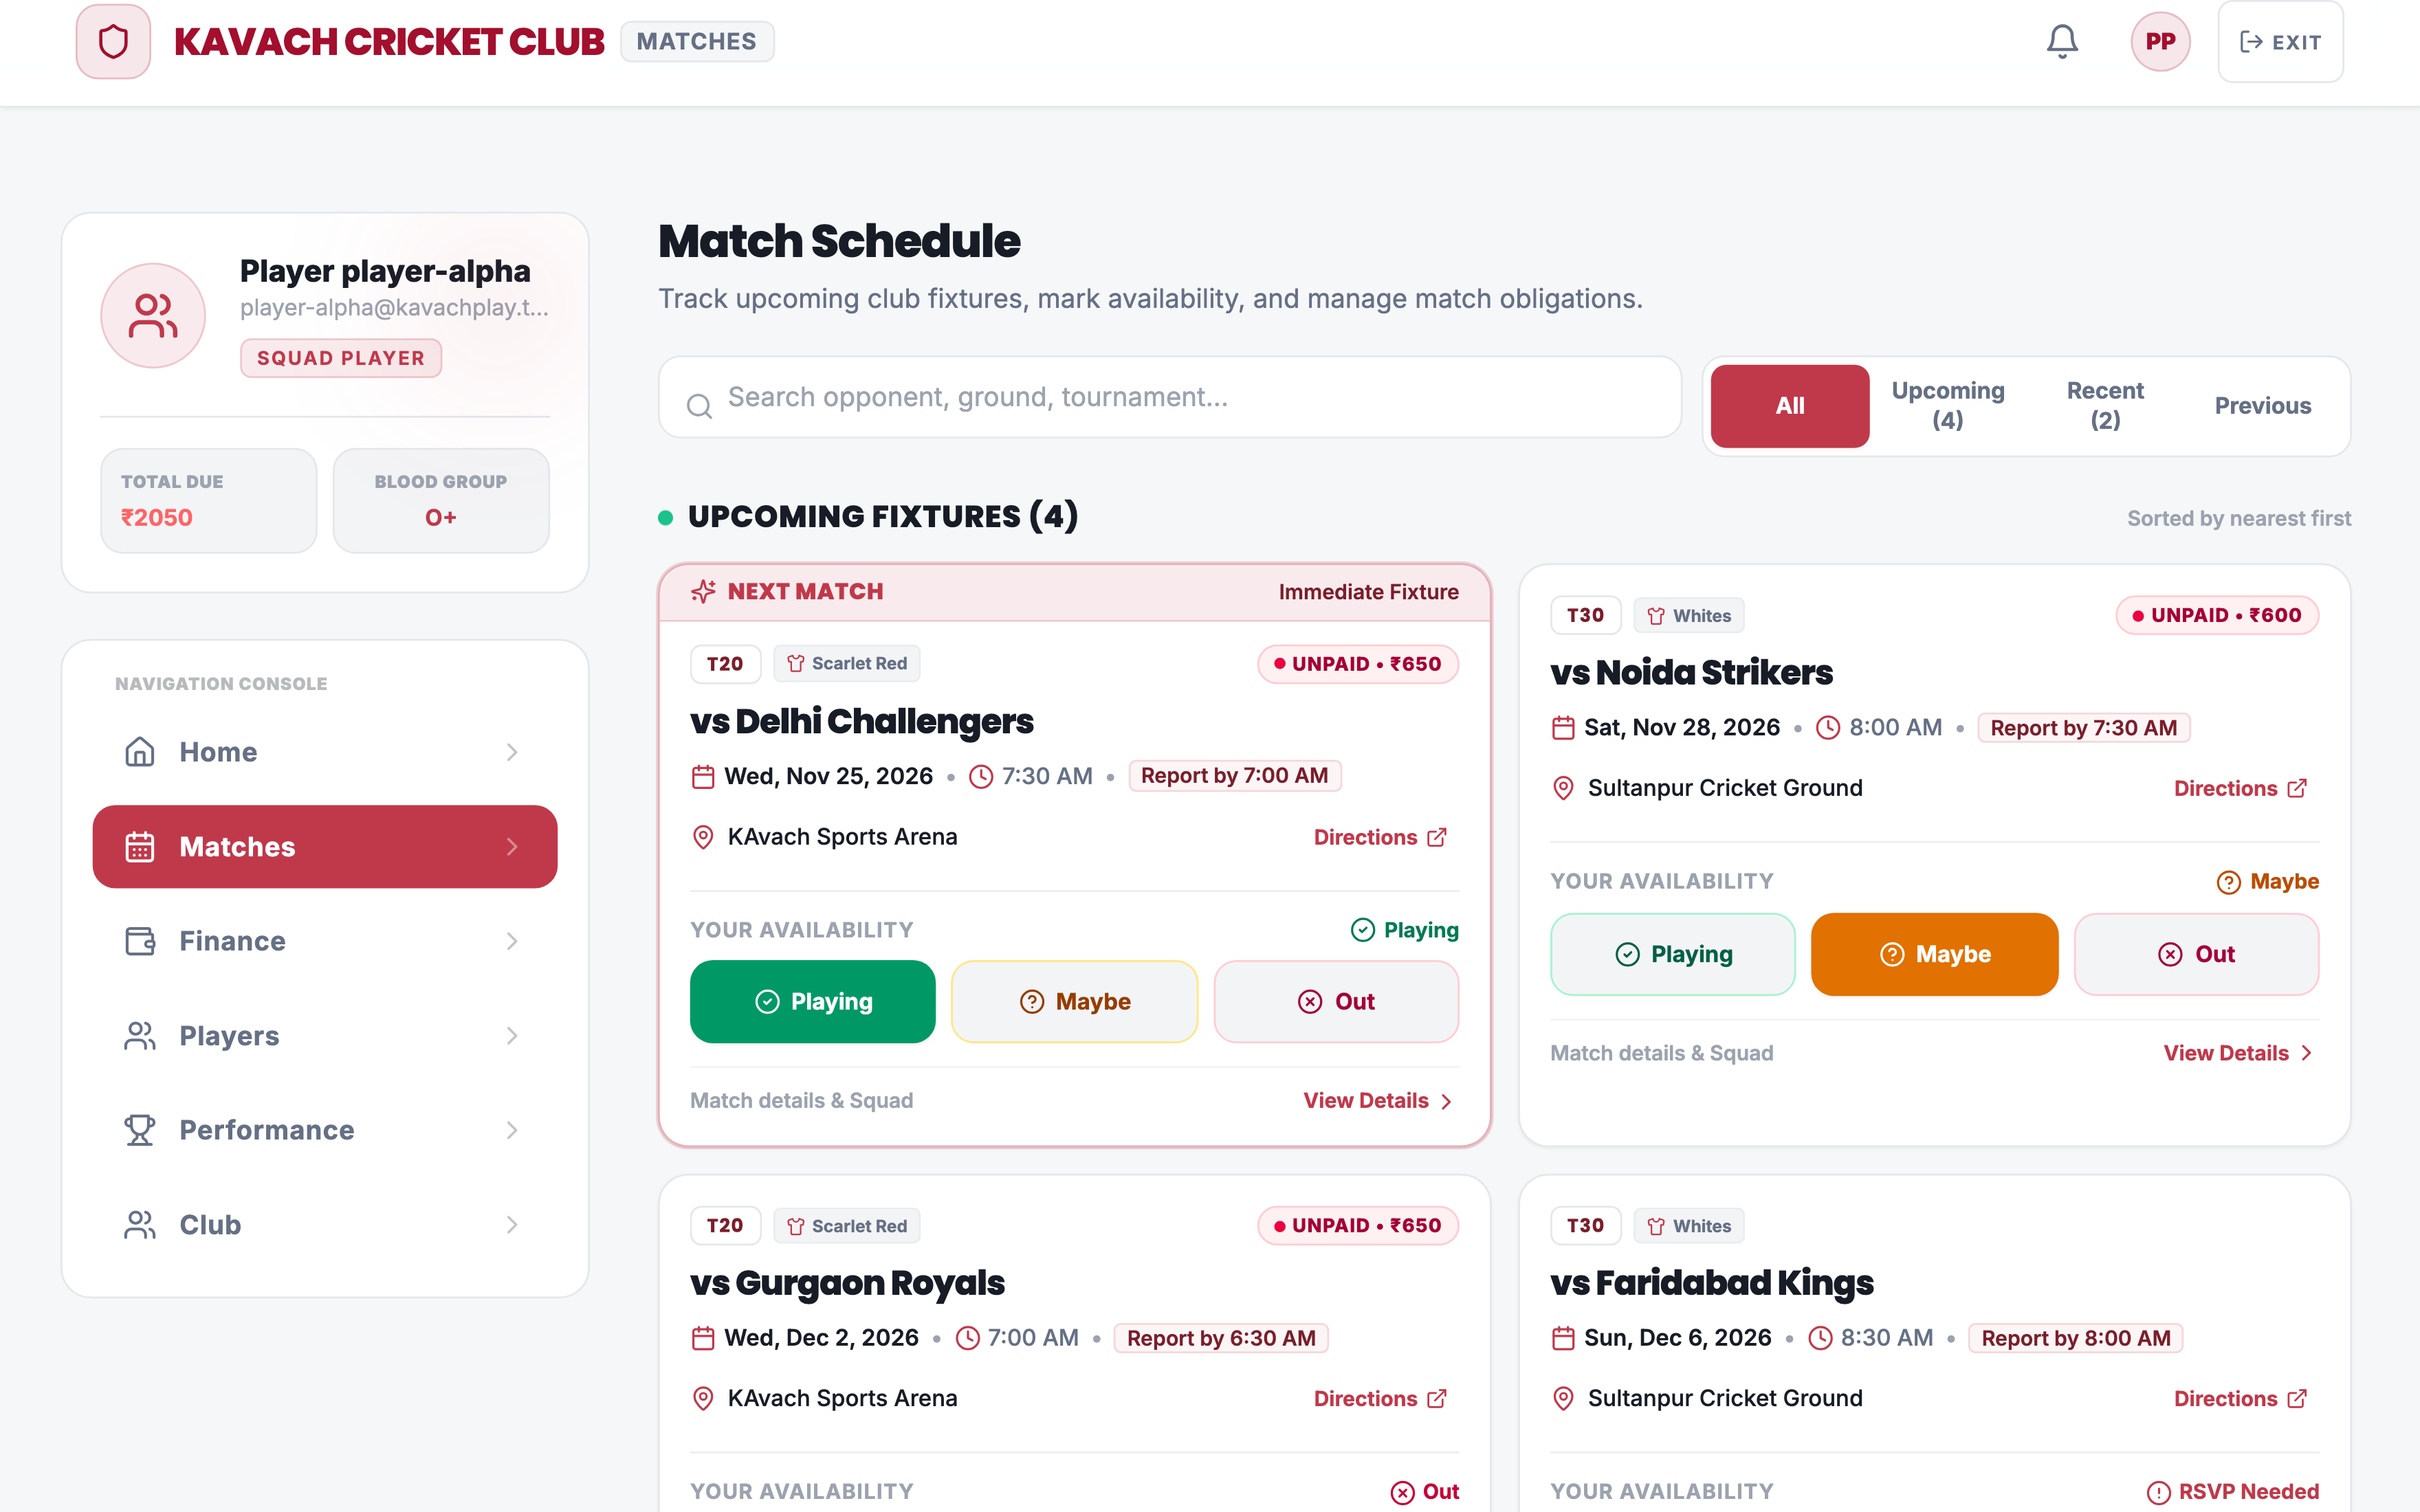 KAVACH CRICKET CLUB MATCHES
PP
EXIT
Player player-alpha
player-alpha@kavachplay.t...
SQUAD PLAYER
TOTAL DUE
₹2050
BLOOD GROUP
O+
NAVIGATION CONSOLE
Home
Matches
Finance
Players
Performance
Club
Match Schedule
Track upcoming club fixtures, mark availability, and manage match obligations.
Search opponent, ground, tournament...
All
Upcoming
(4)
Recent
(2)
Previous
UPCOMING FIXTURES (4)
Sorted by nearest first
NEXT MATCH
Immediate Fixture
T20 Scarlet Red UNPAID • ₹650
vs Delhi Challengers
Wed, Nov 25, 2026 • 7:30 AM • Report by 7:00 AM
KAvach Sports Arena
Directions
YOUR AVAILABILITY
Playing
Playing
Maybe
Out
Match details & Squad
View Details
T30 Whites UNPAID • ₹600
vs Noida Strikers
Sat, Nov 28, 2026 • 8:00 AM • Report by 7:30 AM
Sultanpur Cricket Ground
Directions
YOUR AVAILABILITY
Maybe
Playing
Maybe
Out
Match details & Squad
View Details
T20 Scarlet Red UNPAID • ₹650
vs Gurgaon Royals
Wed, Dec 2, 2026 • 7:00 AM • Report by 6:30 AM
KAvach Sports Arena
Directions
YOUR AVAILABILITY
Out
T30 Whites
vs Faridabad Kings
Sun, Dec 6, 2026 • 8:30 AM • Report by 8:00 AM
Sultanpur Cricket Ground
Directions
YOUR AVAILABILITY
RSVP Needed